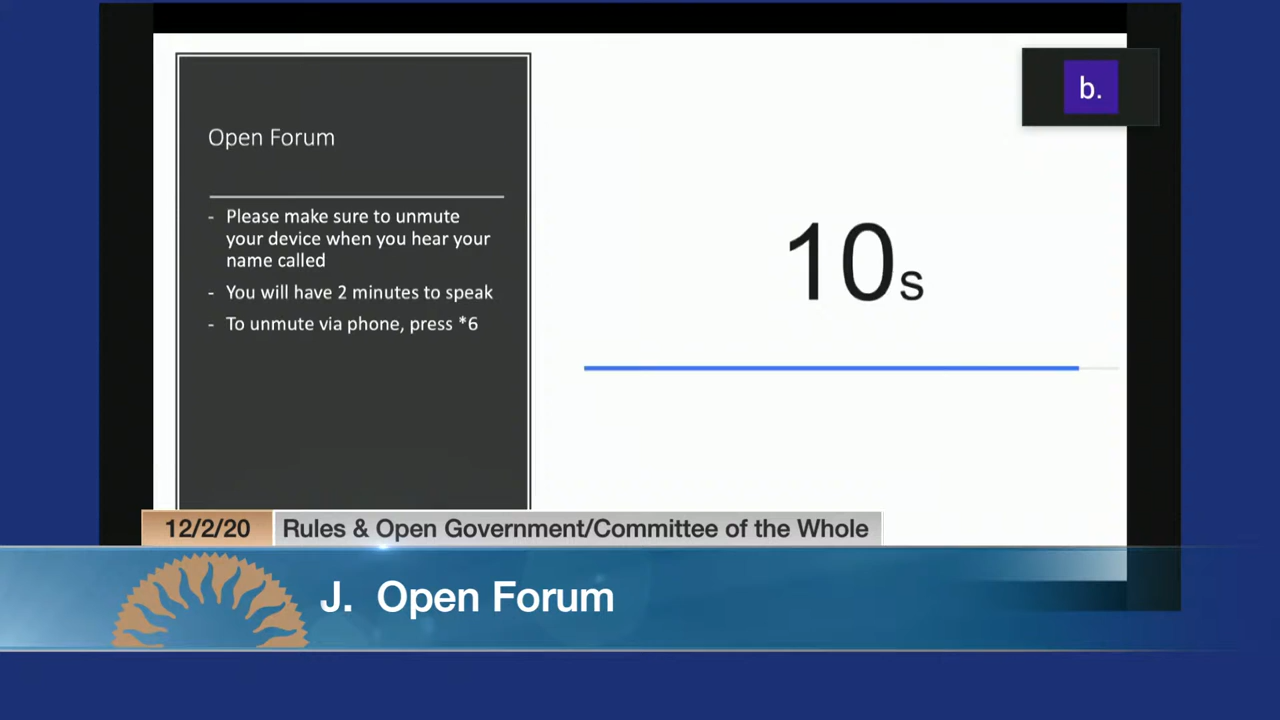 Open Forum
- Please make sure to unmute
your device when you hear your
name called
- You will have 2 minutes to speak
- To unmute via phone, press *6
10s
b.
12/2/20
Rules & Open Government/Committee of the Whole
J. Open Forum